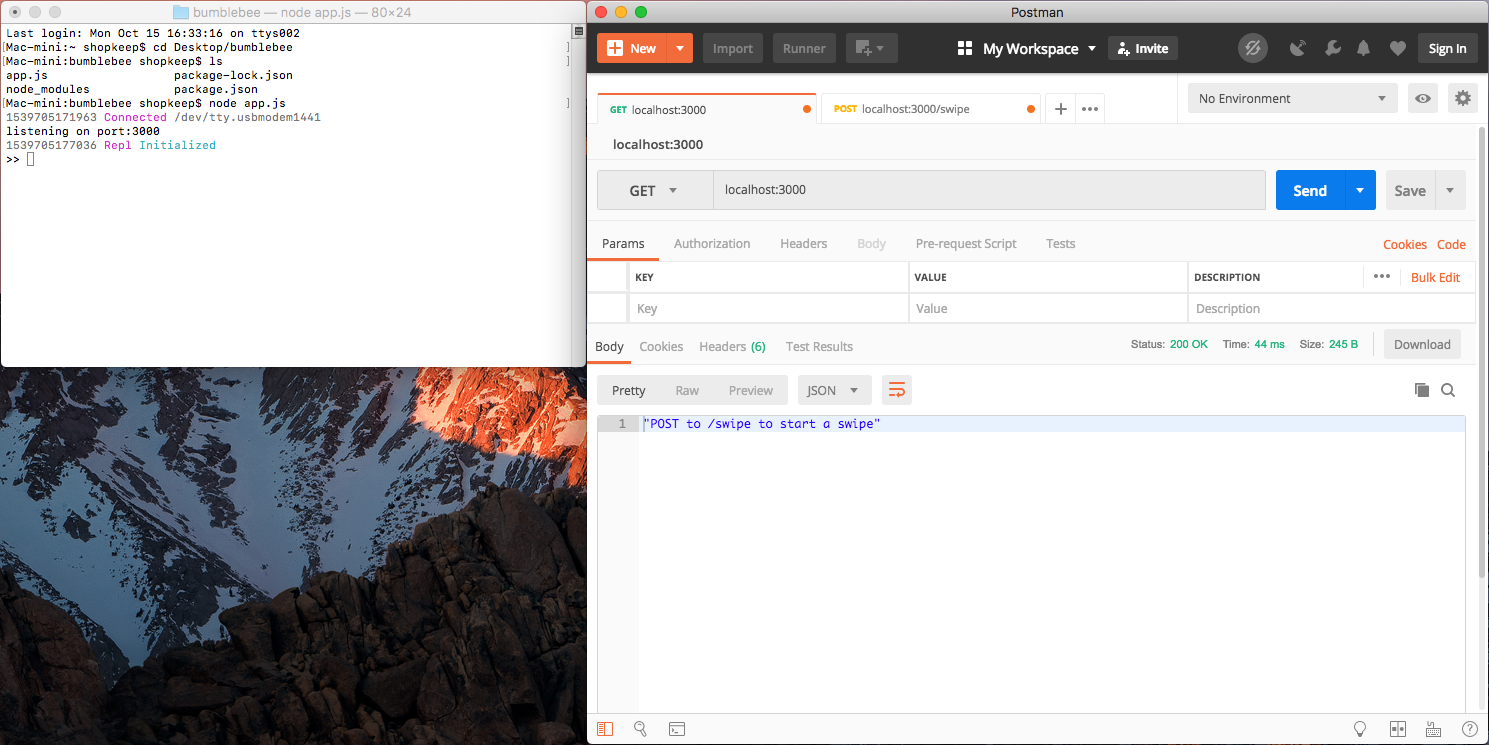 bumblebee — node app.js — 80×24
Last login: Mon Oct 15 16:33:16 on ttys002
[Mac-mini:~ shopkeep$ cd Desktop/bumblebee ]
[Mac-mini:bumblebee shopkeep$ ls ]
app.js package-lock.json
node_modules package.json
[Mac-mini:bumblebee shopkeep$ node app.js ]
1539705171963 Connected /dev/tty.usbmodem1441
listening on port:3000
1539705177036 Repl Initialized
>>
Postman
New Import Runner My Workspace Invite Sign In
GET localhost:3000 POST localhost:3000/swipe + ••• No Environment
localhost:3000
GET localhost:3000 Send Save
Params Authorization Headers Body Pre-request Script Tests Cookies Code
KEY VALUE DESCRIPTION ••• Bulk Edit
Key Value Description
Body Cookies Headers (6) Test Results Status: 200 OK Time: 44 ms Size: 245 B Download
Pretty Raw Preview JSON
1 "POST to /swipe to start a swipe"